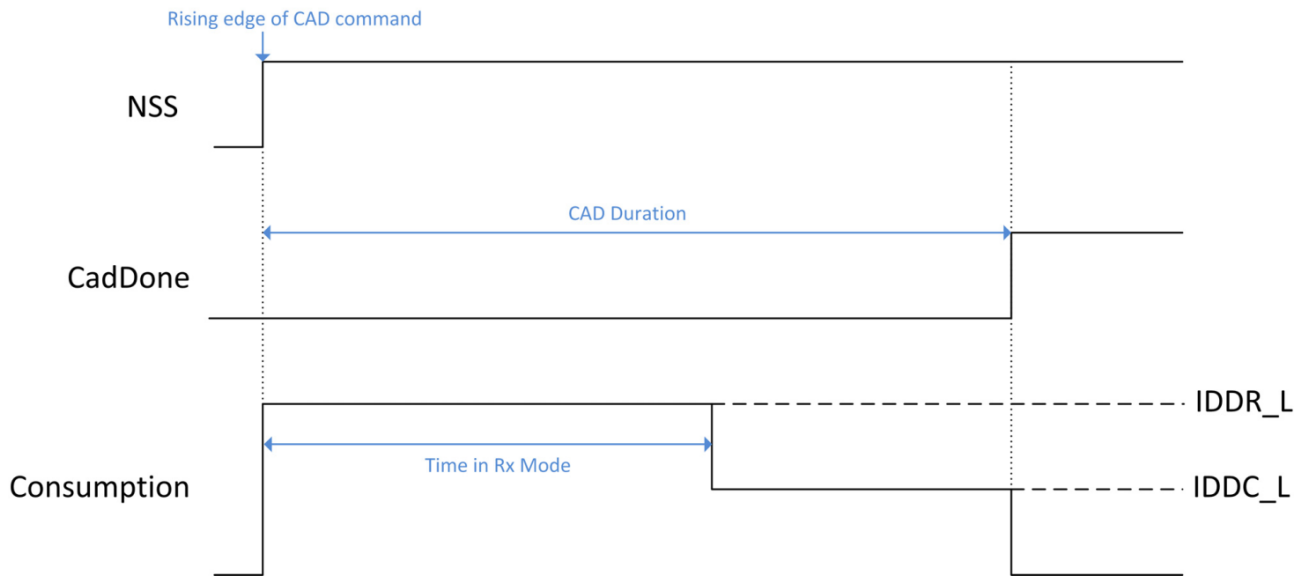 Rising edge of CAD command
NSS
CAD Duration
CadDone
IDDR_L
Time in Rx Mode
Consumption
IDDC_L